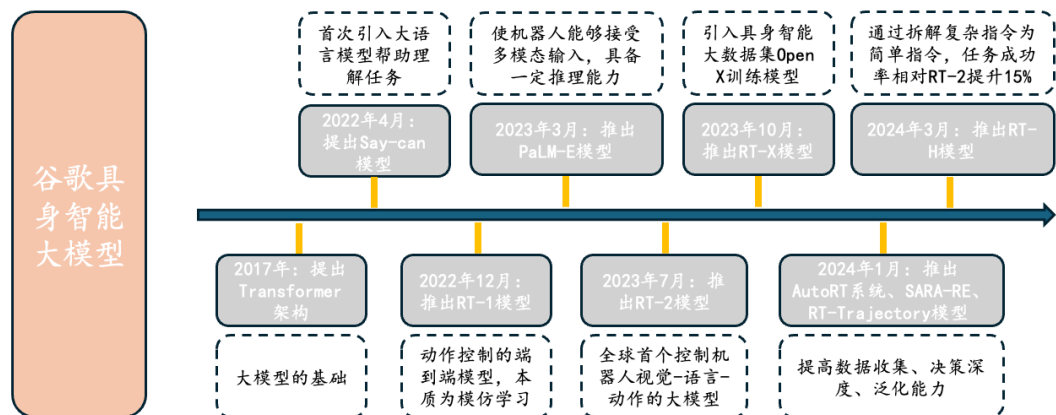 谷歌具
身智能
大模型
首次引入大语
言模型帮助理
解任务
2022年4月：
提出Say-can
模型
使机器人能够接受
多模态输入，具备
一定推理能力
2023年3月：推出
PaLM-E模型
引入具身智能
大数据集Open
X训练模型
2023年10月：
推出RT-X模型
通过拆解复杂指令为
简单指令，任务成功
率相对RT-2提升15%
2024年3月：推出RT-
H模型
2017年：提出
Transformer
架构
大模型的基础
2022年12月：
推出RT-1模型
动作控制的端
到端模型，本
质为模仿学习
2023年7月：推
出RT-2模型
全球首个控制机
器人视觉-语言-
动作的大模型
2024年1月：推出
AutoRT系统、SARA-RE、
RT-Trajectory模型
提高数据收集、决策深
度、泛化能力